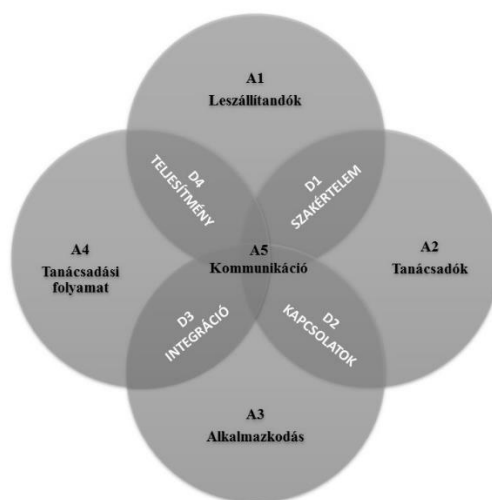 A1
Leszállítandók
D4
TELJESÍTMÉNY
D1
SZAKÉRTELEM
A4
Tanácsadási
folyamat
A5
Kommunikáció
A2
Tanácsadók
D3
INTEGRÁCIÓ
D2
KAPCSOLATOK
A3
Alkalmazkodás